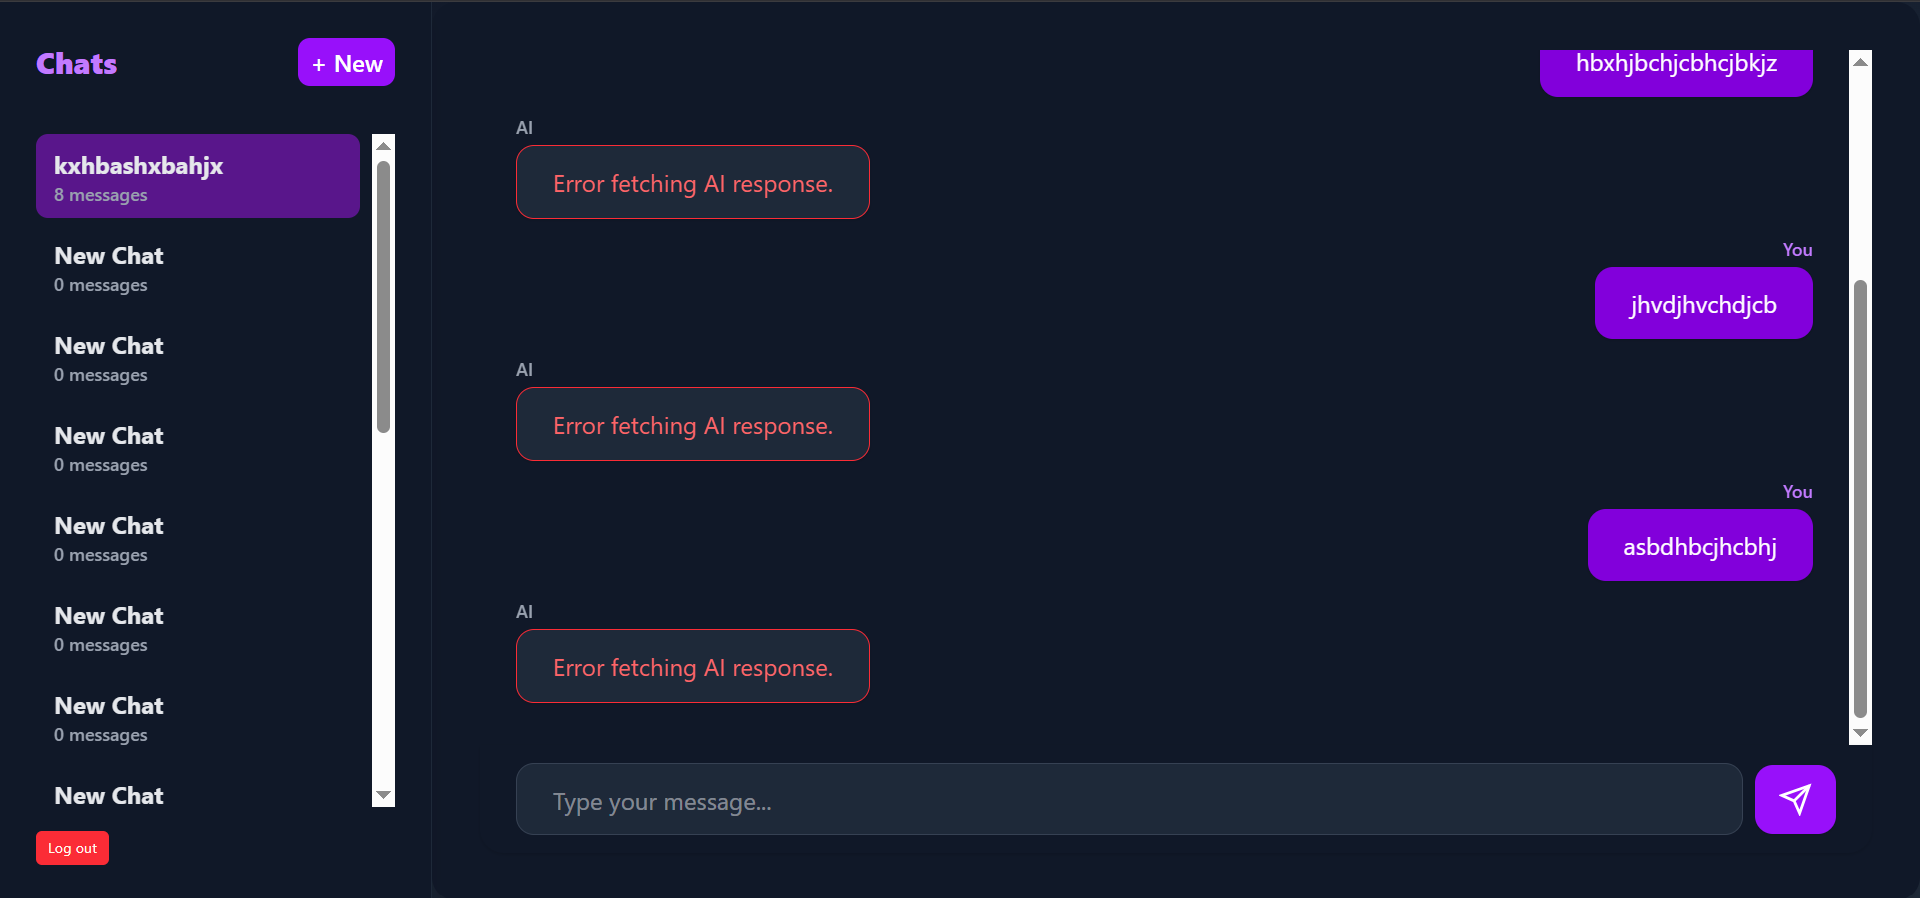 Chats
+ New
kxhbashxbahjx
8 messages
New Chat
0 messages
New Chat
0 messages
New Chat
0 messages
New Chat
0 messages
New Chat
0 messages
New Chat
0 messages
New Chat
Log out
hbxhjbchjcbhcjbkjz
AI
Error fetching AI response.
You
jhvdjhvchdjcb
AI
Error fetching AI response.
You
asbdhbcjhcbhj
AI
Error fetching AI response.
Type your message...